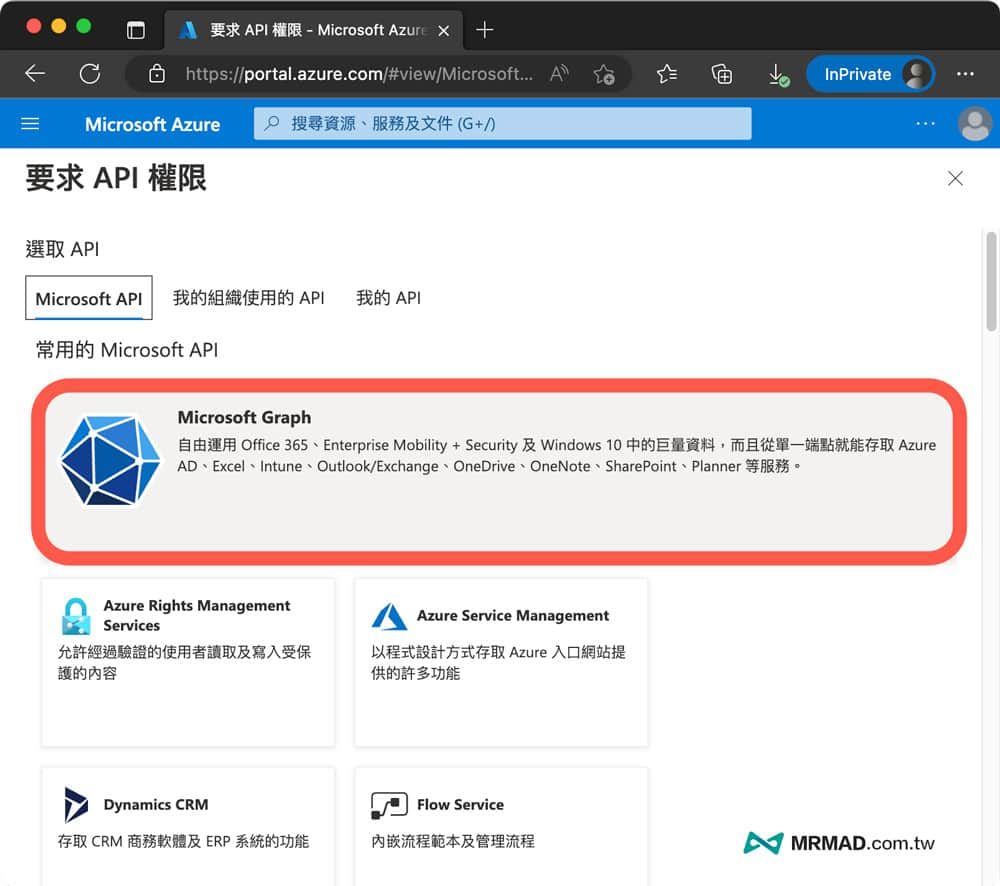 要求 API 權限 - Microsoft Azure
https://portal.azure.com/#view/Microsoft...
InPrivate
Microsoft Azure
搜尋資源、服務及文件 (G+/)
要求 API 權限
選取 API
Microsoft API
我的組織使用的 API
我的 API
常用的 Microsoft API
Microsoft Graph
自由運用 Office 365、Enterprise Mobility + Security 及 Windows 10 中的巨量資料，而且從單一端點就能存取 Azure
AD、Excel、Intune、Outlook/Exchange、OneDrive、OneNote、SharePoint、Planner 等服務。
Azure Rights Management
Services
允許經過驗證的使用者讀取及寫入受保
護的內容
Azure Service Management
以程式設計方式存取 Azure 入口網站提
供的許多功能
Dynamics CRM
存取 CRM 商務軟體及 ERP 系統的功能
Flow Service
內嵌流程範本及管理流程
MRMAD.com.tw